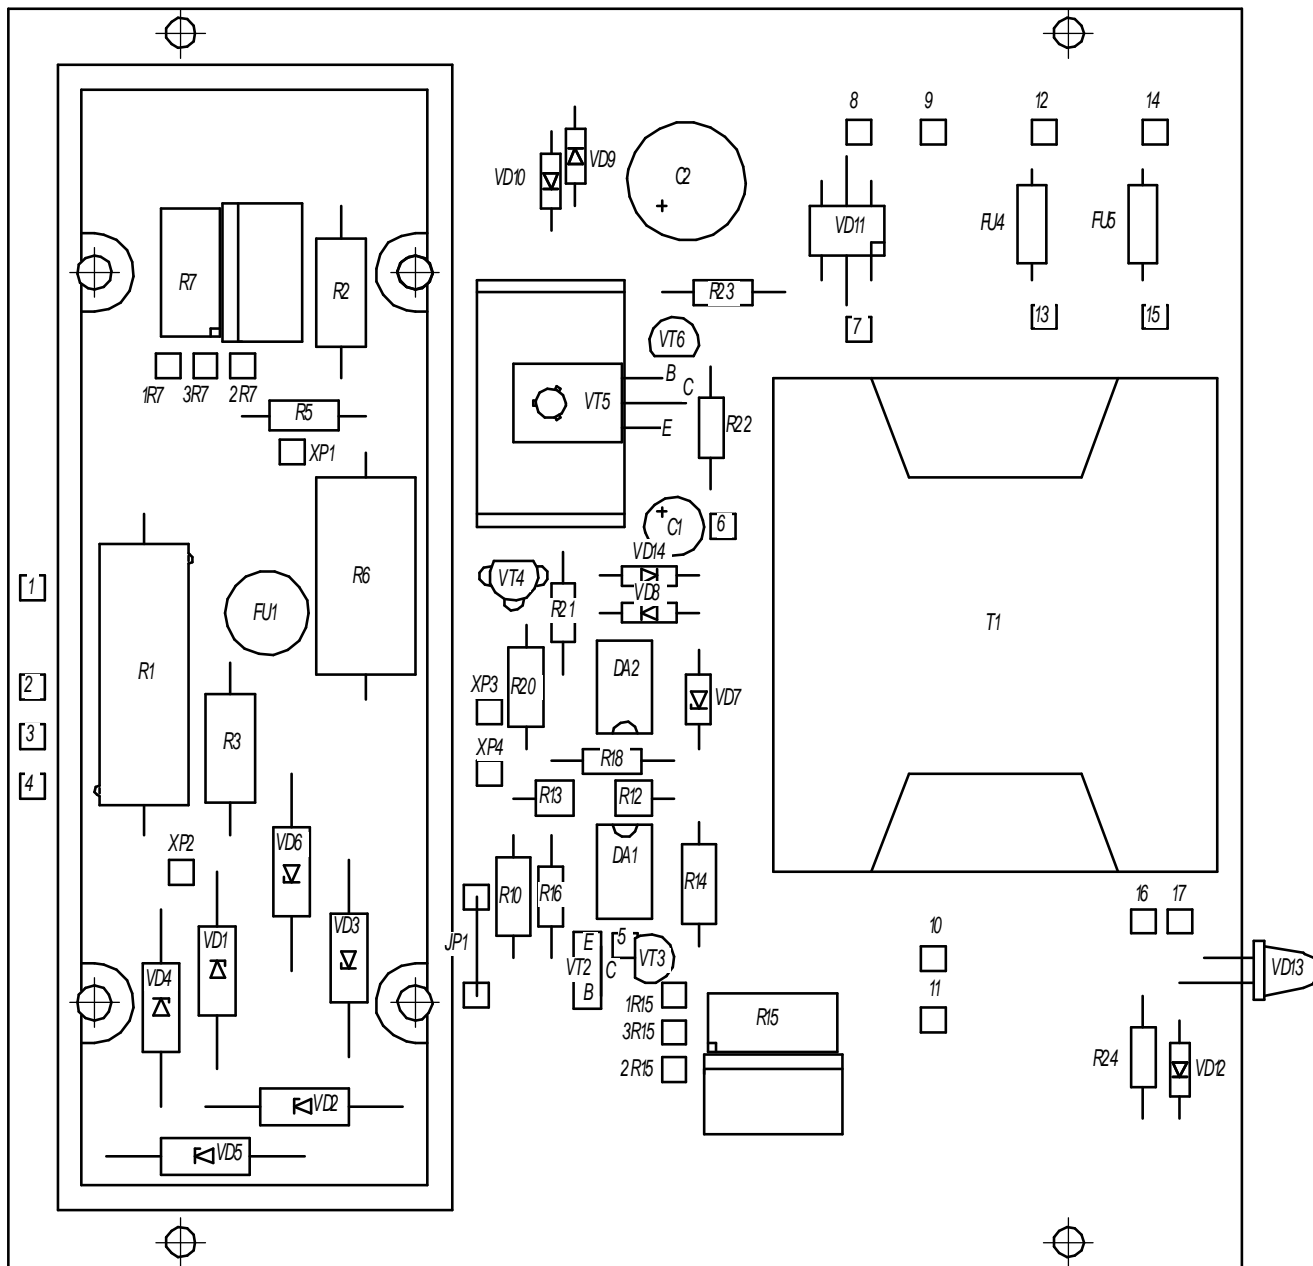 8 9 12 14
VD10 VD9 C2
VD11 FU4 FU5
R7 R2 R23
7 13 15
VT6
1R7 3R7 2R7
B
C
VT5
R5
E R22
XP1
C1 6
VD14
VT4
R6
1
VD8
FU1 R21
T1
R1 DA2
2 XP3 R20 VD7
3 R3
XP4 R18
4 R13 R12
XP2 VD6 DA1
R10 R16 R14
16 17
VD1 VD3 JP1 E 5 10
VD4 VT2 C VT3 VD13
B 1R15 11
R15
3R15
2R15 R24 VD12
VD2
VD5